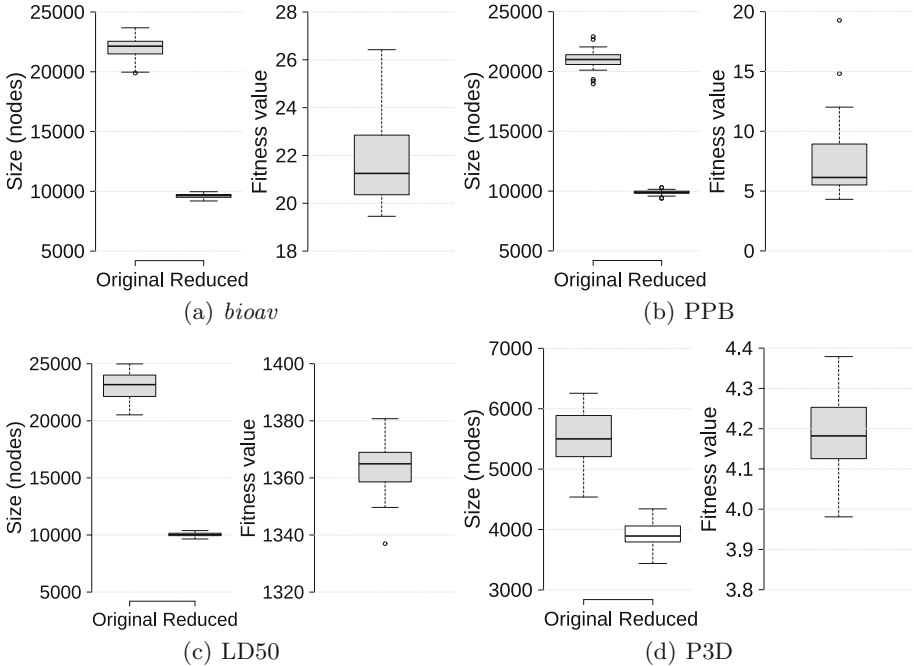 Size (nodes)
25000
20000
15000
10000
5000
Original Reduced
Fitness value
28
26
24
22
20
18
(a) bioav
Size (nodes)
25000
20000
15000
10000
5000
Original Reduced
Fitness value
20
15
10
5
0
(b) PPB
Size (nodes)
25000
20000
15000
10000
5000
Original Reduced
Fitness value
1400
1380
1360
1340
1320
(c) LD50
Size (nodes)
7000
6000
5000
4000
3000
Original Reduced
Fitness value
4.4
4.3
4.2
4.1
4.0
3.9
3.8
(d) P3D